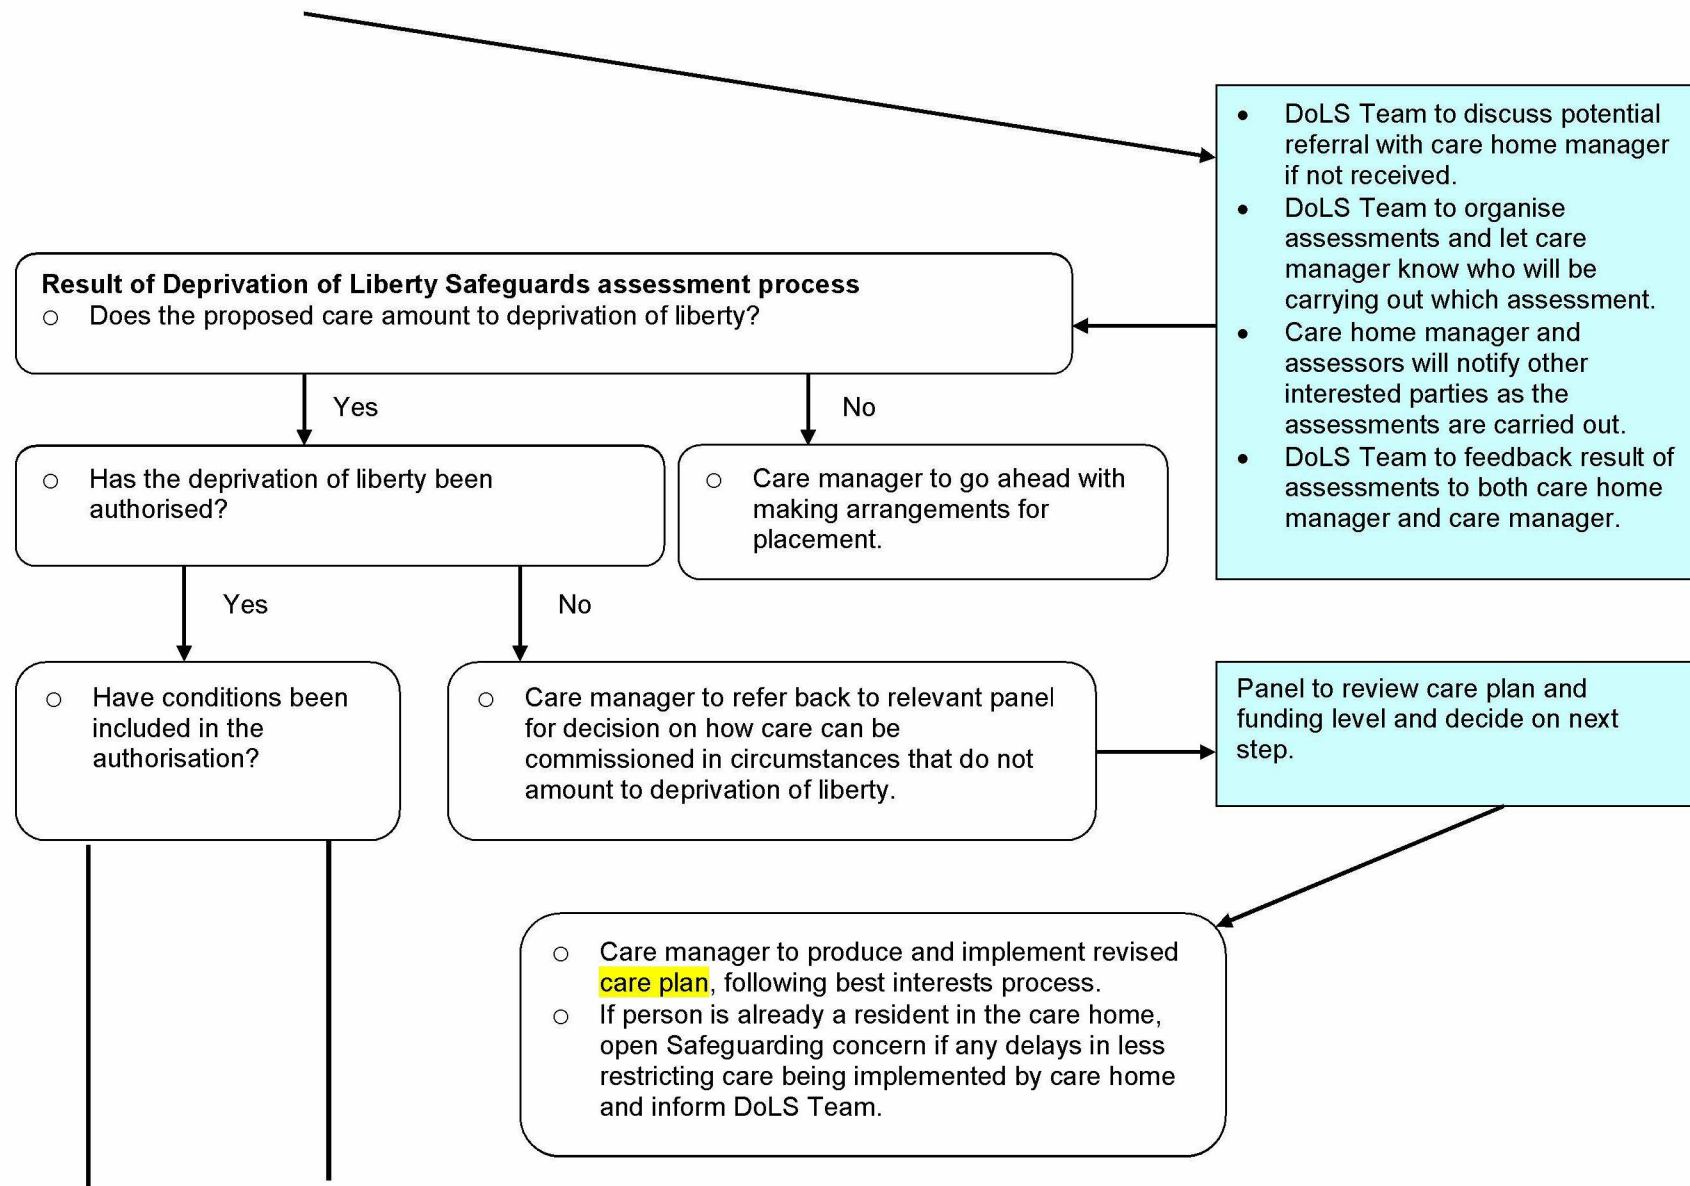 • DoLS Team to discuss potential
referral with care home manager
if not received.
• DoLS Team to organise
assessments and let care
manager know who will be
carrying out which assessment.
• Care home manager and
assessors will notify other
interested parties as the
assessments are carried out.
• DoLS Team to feedback result of
assessments to both care home
manager and care manager.
Result of Deprivation of Liberty Safeguards assessment process
○ Does the proposed care amount to deprivation of liberty?
Yes
No
○ Has the deprivation of liberty been
authorised?
○ Care manager to go ahead with
making arrangements for
placement.
Yes
No
○ Have conditions been
included in the
authorisation?
○ Care manager to refer back to relevant panel
for decision on how care can be
commissioned in circumstances that do not
amount to deprivation of liberty.
Panel to review care plan and
funding level and decide on next
step.
○ Care manager to produce and implement revised
care plan, following best interests process.
○ If person is already a resident in the care home,
open Safeguarding concern if any delays in less
restricting care being implemented by care home
and inform DoLS Team.